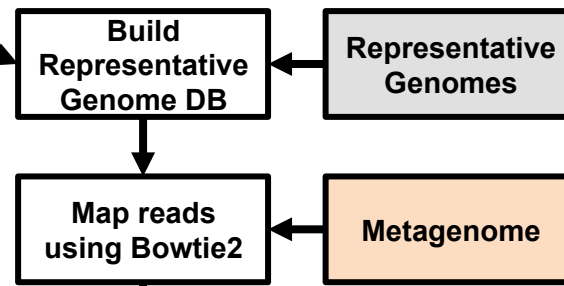 Build
Representative
Genome DB
Representative
Genomes
Map reads
using Bowtie2
Metagenome